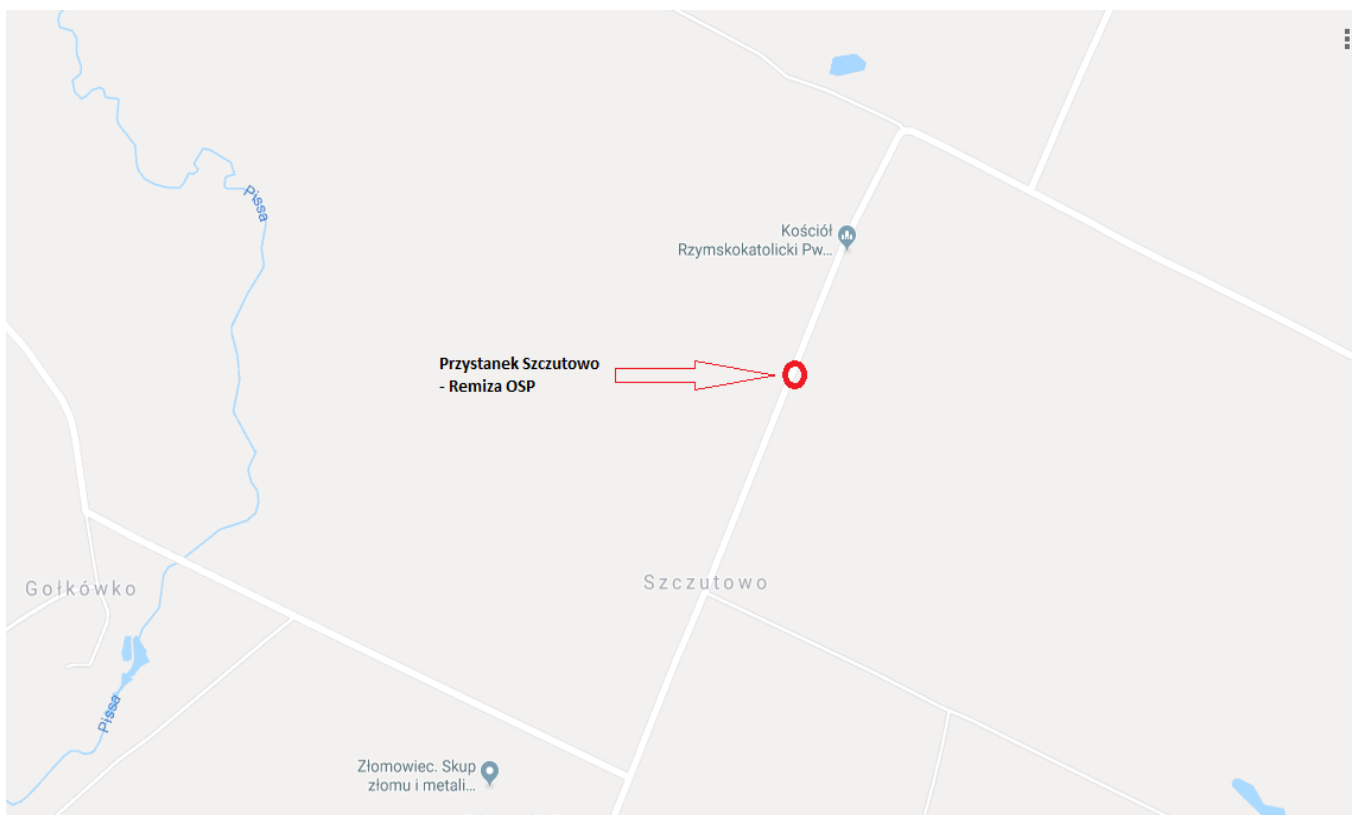 Pissa
Kościół
Rzymskokatolicki Pw...
Przystanek Szczutowo
- Remiza OSP
Gołkówko
Szczutowo
Pissa
Złomowiec. Skup
złomu i metali...